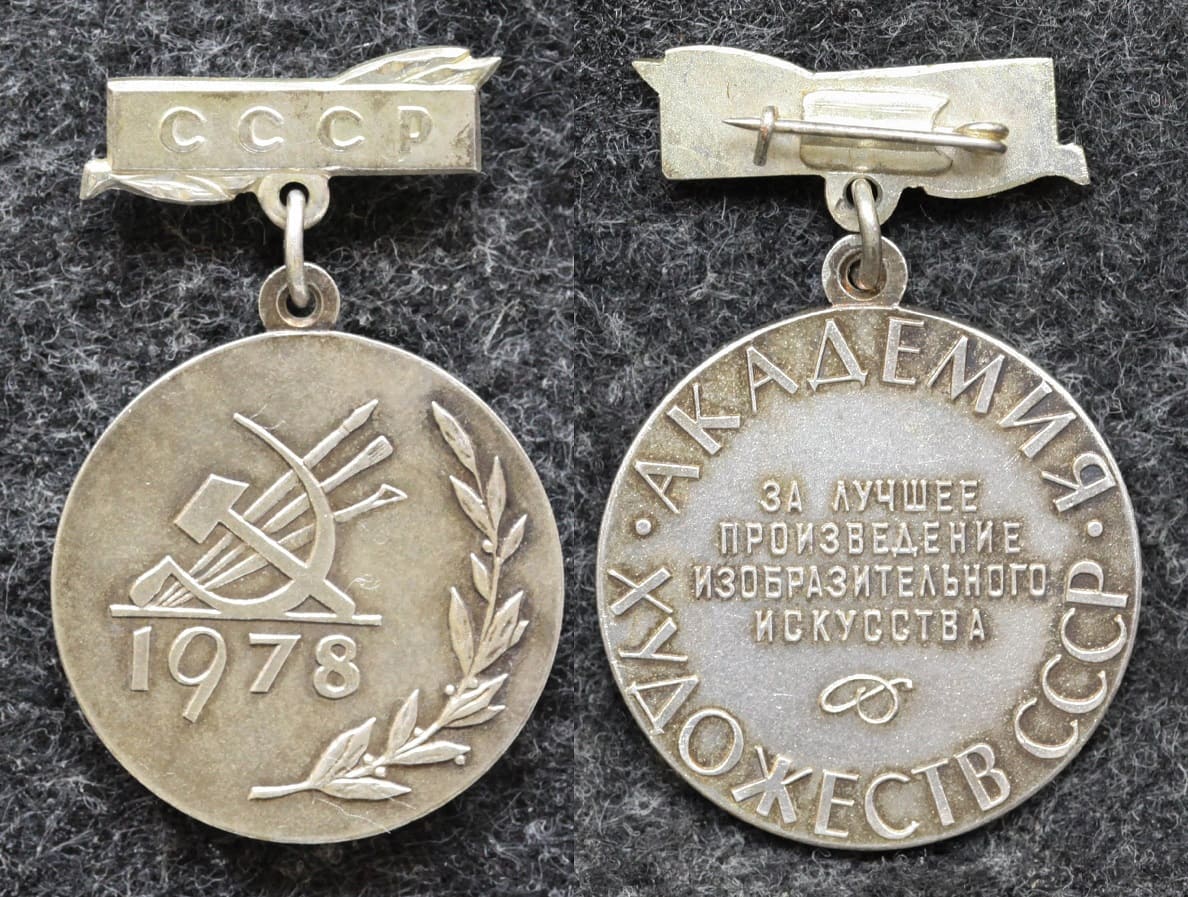 СССР
1978
АКАДЕМИЯ
ХУДОЖЕСТВ СССР
ЗА ЛУЧШЕЕ
ПРОИЗВЕДЕНИЕ
ИЗОБРАЗИТЕЛЬНОГО
ИСКУССТВА